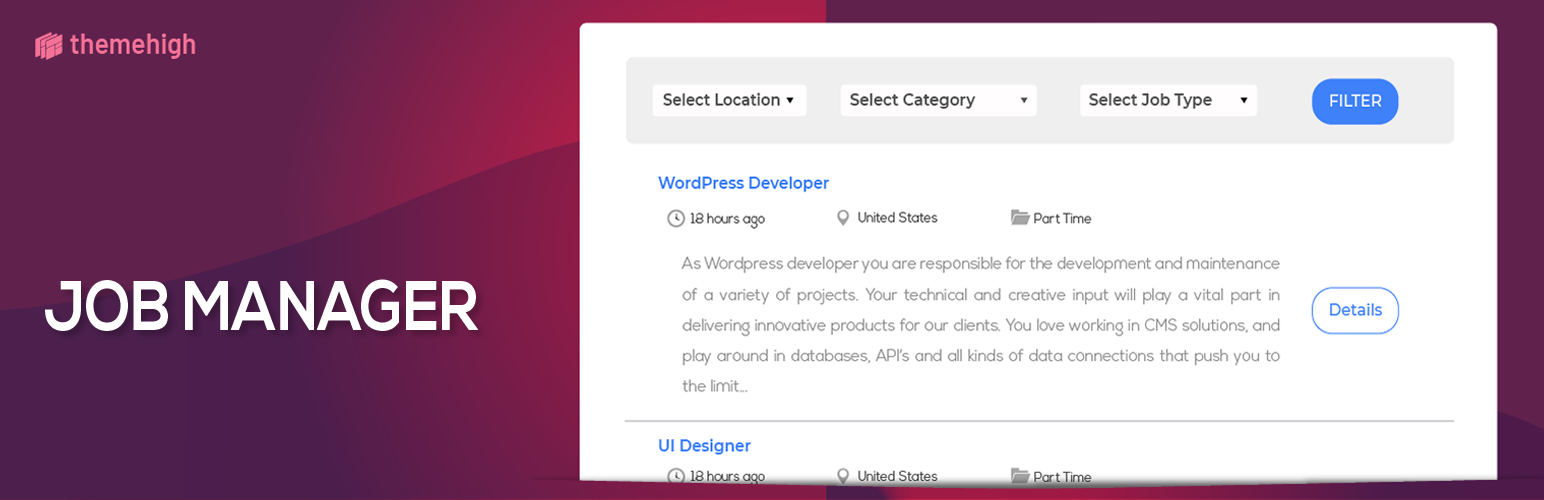 themehigh
JOB MANAGER
Select Location
Select Category
Select Job Type
FILTER
WordPress Developer
18 hours ago
United States
Part Time
As Wordpress developer you are responsible for the development and maintenance
of a variety of projects. Your technical and creative input will play a vital part in
delivering innovative products for our clients. You love working in CMS solutions, and
play around in databases, API's and all kinds of data connections that push you to
the limit...
Details
UI Designer
18 hours ago
United States
Part Time